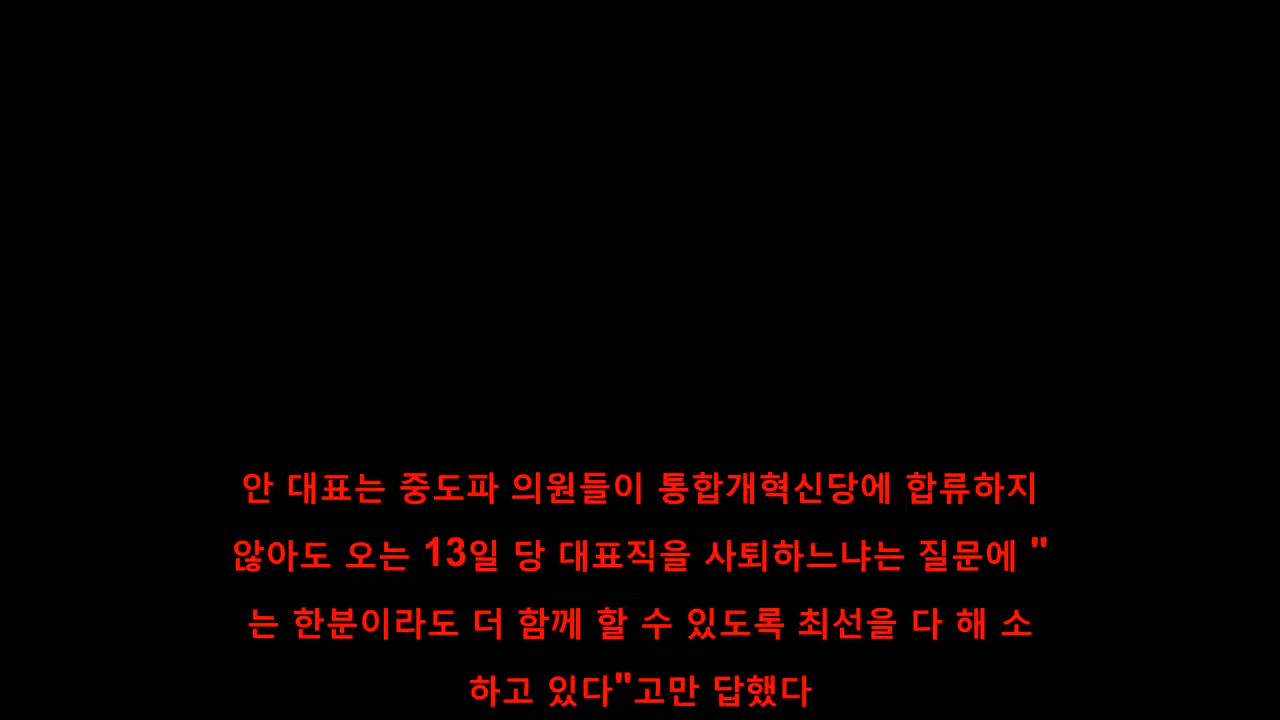 안 대표는 중도파 의원들이 통합개혁신당에 합류하지
않아도 오는 13일 당 대표직을 사퇴하느냐는 질문에 "
는 한분이라도 더 함께 할 수 있도록 최선을 다 해 소
하고 있다"고만 답했다